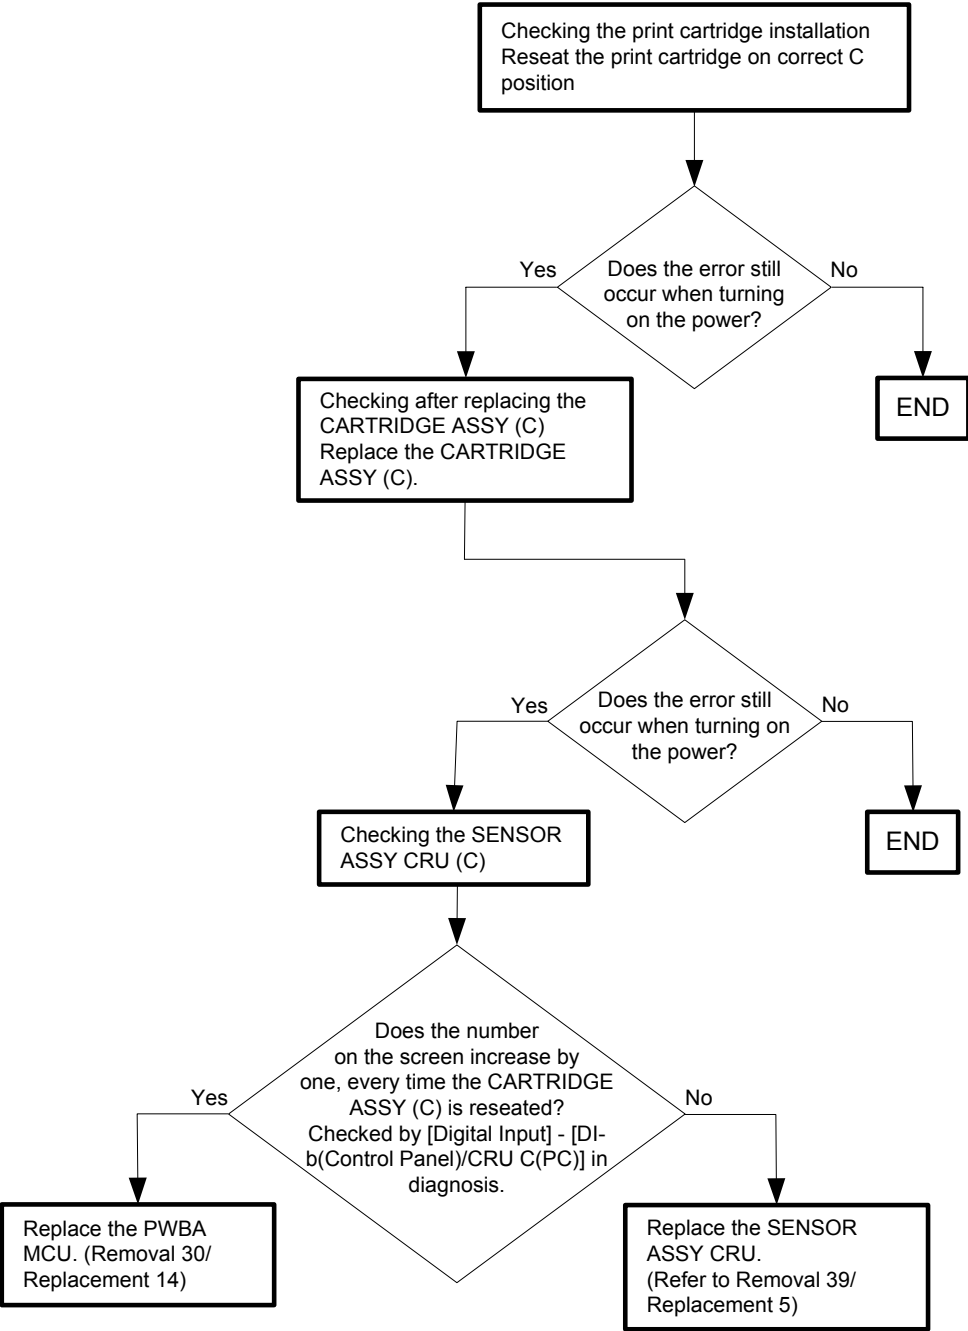 Checking the print cartridge installation
Reseat the print cartridge on correct C
position
Yes
Does the error still
occur when turning
on the power?
No
Checking after replacing the
CARTRIDGE ASSY (C)
Replace the CARTRIDGE
ASSY (C).
END
Yes
Does the error still
occur when turning on
the power?
No
Checking the SENSOR
ASSY CRU (C)
END
Yes
Does the number
on the screen increase by
one, every time the CARTRIDGE
ASSY (C) is reseated?
Checked by [Digital Input] - [DI-
b(Control Panel)/CRU C(PC)] in
diagnosis.
No
Replace the PWBA
MCU. (Removal 30/
Replacement 14)
Replace the SENSOR
ASSY CRU.
(Refer to Removal 39/
Replacement 5)